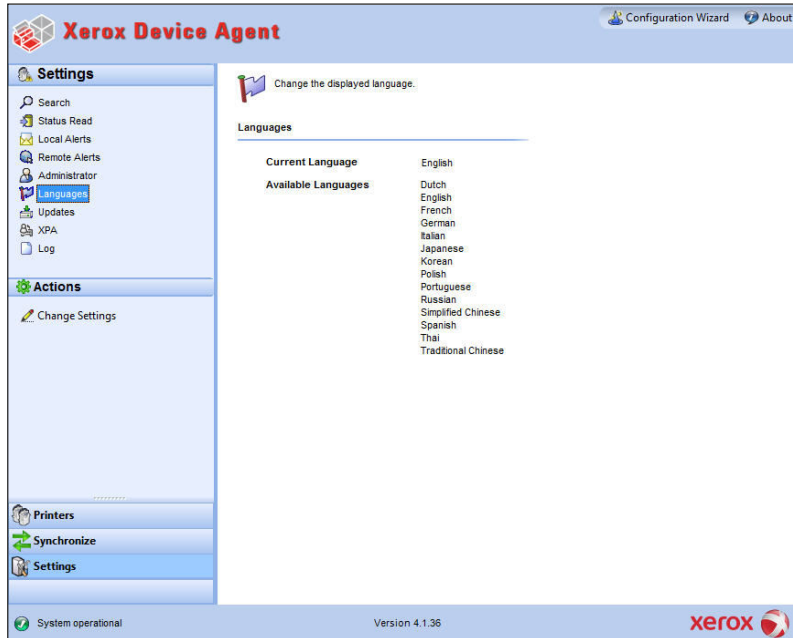 Xerox Device Agent
Configuration Wizard
About
Settings
Search
Status Read
Local Alerts
Remote Alerts
Administrator
Languages
Updates
XPA
Log
Actions
Change Settings
Printers
Synchronize
Settings
Change the displayed language.
Languages
Current Language English
Available Languages Dutch
English
French
German
Italian
Japanese
Korean
Polish
Portuguese
Russian
Simplified Chinese
Spanish
Thai
Traditional Chinese
System operational
Version 4.1.36
xerox